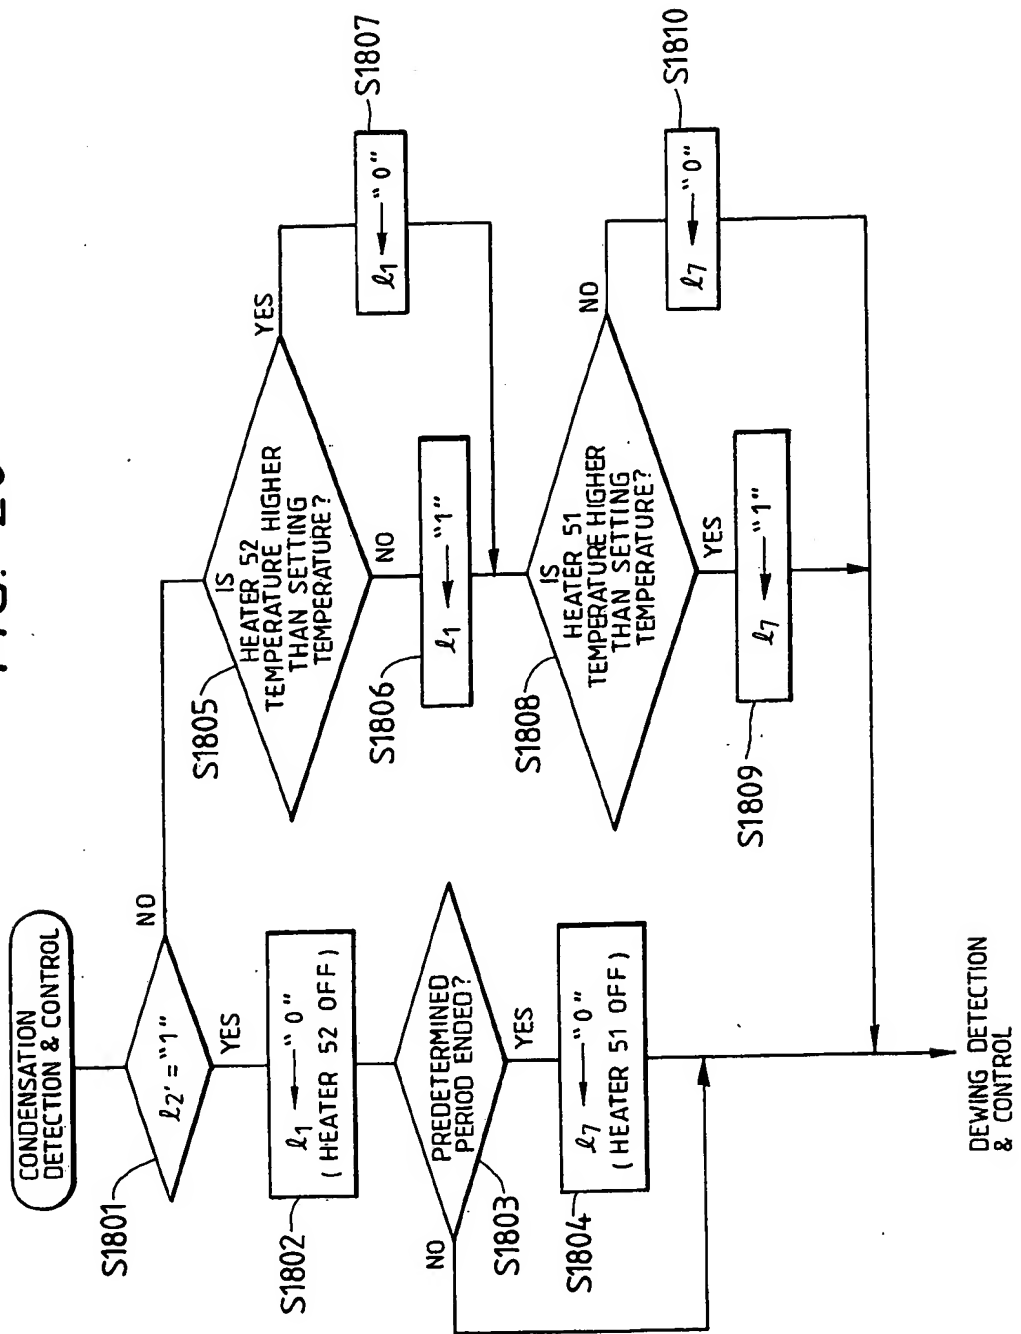 CONDENSATION
DETECTION & CONTROL
S1801
ℓ2' = "1"
NO
YES
S1802
ℓ1 ← "0"
(HEATER 52 OFF)
S1803
PREDETERMINED
PERIOD ENDED?
NO
YES
S1804
ℓ7 ← "0"
(HEATER 51 OFF)
S1805
IS
HEATER 52
TEMPERATURE HIGHER
THAN SETTING
TEMPERATURE?
YES
S1807
ℓ1 ← "0"
NO
S1806
ℓ1 ← "1"
S1808
IS
HEATER 51
TEMPERATURE HIGHER
THAN SETTING
TEMPERATURE?
NO
S1810
ℓ7 ← "0"
YES
S1809
ℓ7 ← "1"
DEWING DETECTION
& CONTROL